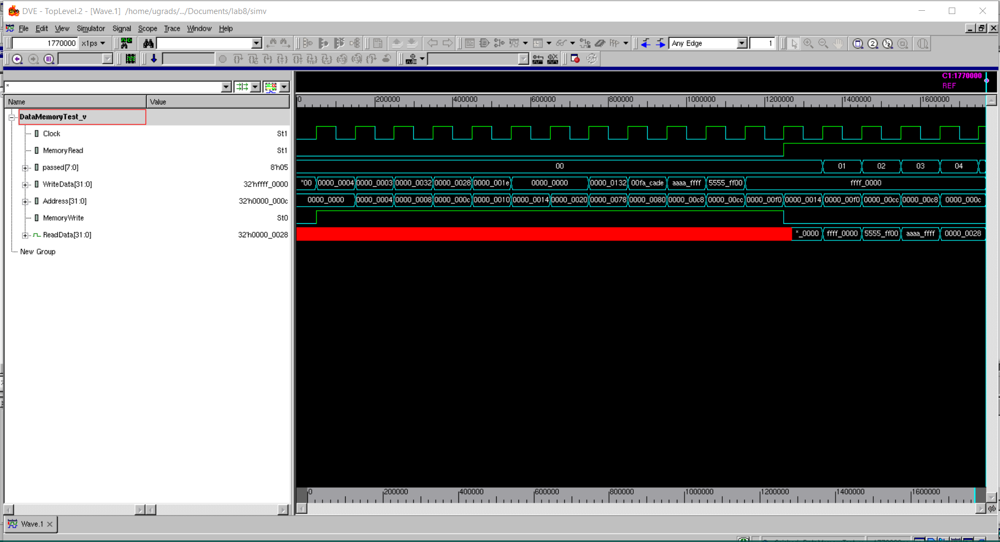 DVE - TopLevel.2 - [Wave.1] /home/ugrads/.../Documents/lab8/simv
File Edit View Simulator Signal Scope Trace Window Help
1770000 x1ps Any Edge 1
C1:1770000
REF
*
Name Value
0 200000 400000 600000 800000 1000000 1200000 1400000 1600000
DataMemoryTest_v
Clock St1
MemoryRead St1
passed[7:0] 8'h05 00 01 02 03 04
WriteData[31:0] 32'hffff_0000 *00 0000_0004 0000_0003 0000_0032 0000_0028 0000_001e 0000_0000 0000_0132 00fa_cade aaaa_ffff 5555_ff00 ffff_0000
Address[31:0] 32'h0000_000c 0000_0000 0000_0004 0000_0008 0000_000c 0000_0010 0000_0014 0000_0020 0000_0078 0000_0080 0000_00c8 0000_00cc 0000_00f0 0000_0014 0000_00f0 0000_00cc 0000_00c8 0000_000c
MemoryWrite St0
ReadData[31:0] 32'h0000_0028 *_0000 ffff_0000 5555_ff00 aaaa_ffff 0000_0028
New Group
0 200000 400000 600000 800000 1000000 1200000 1400000 1600000
Wave.1